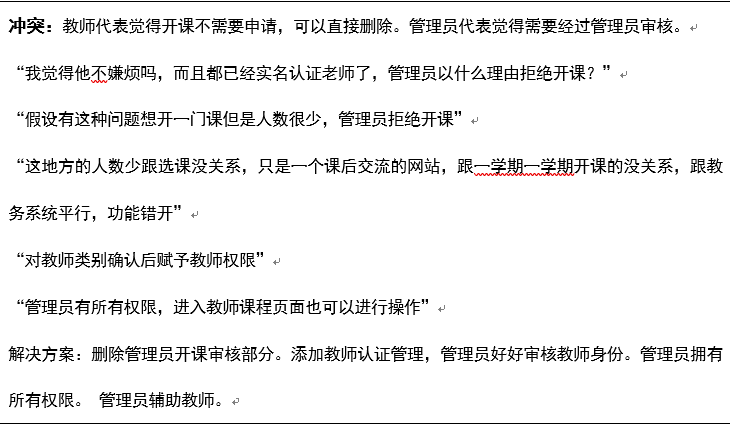 冲突：教师代表觉得开课不需要申请，可以直接删除。管理员代表觉得需要经过管理员审核。
“我觉得他不嫌烦吗，而且都已经实名认证老师了，管理员以什么理由拒绝开课？”
“假设有这种问题想开一门课但是人数很少，管理员拒绝开课”
“这地方的人数少跟选课没关系，只是一个课后交流的网站，跟一学期一学期开课的没关系，跟教
务系统平行，功能错开”
“对教师类别确认后赋予教师权限”
“管理员有所有权限，进入教师课程页面也可以进行操作”
解决方案：删除管理员开课审核部分。添加教师认证管理，管理员好好审核教师身份。管理员拥有
所有权限。 管理员辅助教师。